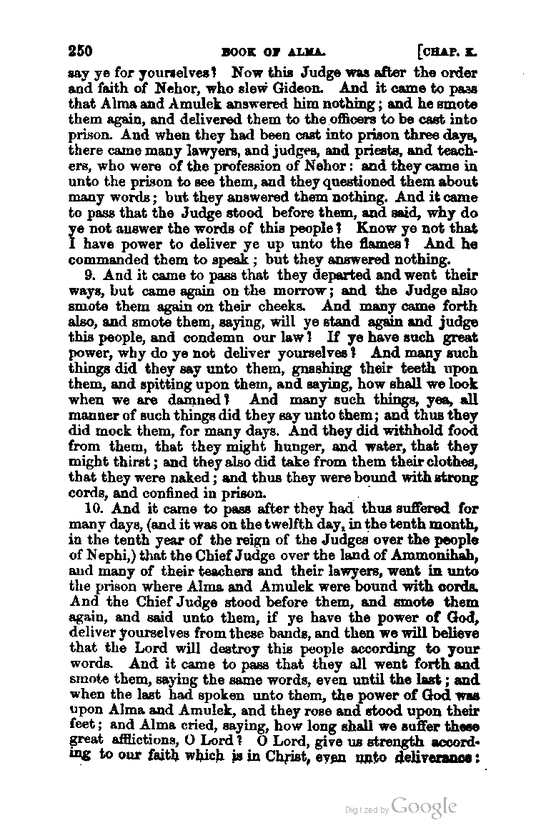 250 BOOK OF ALMA. [CHAP. X.
say ye for yourselves? Now this Judge was after the order
and faith of Nehor, who slew Gideon. And it came to pass
that Alma and Amulek answered him nothing; and he smote
them again, and delivered them to the officers to be cast into
prison. And when they had been cast into prison three days,
there came many lawyers, and judges, and priests, and teach-
ers, who were of the profession of Nehor: and they came in
unto the prison to see them, and they questioned them about
many words; but they answered them nothing. And it came
to pass that the Judge stood before them, and said, why do
ye not answer the words of this people? Know ye not that
I have power to deliver ye up unto the flames? And he
commanded them to speak; but they answered nothing.
9. And it came to pass that they departed and went their
ways, but came again on the morrow; and the Judge also
smote them again on their cheeks. And many came forth
also, and smote them, saying, will ye stand again and judge
this people, and condemn our law? If ye have such great
power, why do ye not deliver yourselves? And many such
things did they say unto them, gnashing their teeth upon
them, and spitting upon them, and saying, how shall we look
when we are damned? And many such things, yea, all
manner of such things did they say unto them; and thus they
did mock them, for many days. And they did withhold food
from them, that they might hunger, and water, that they
might thirst; and they also did take from them their clothes,
that they were naked; and thus they were bound with strong
cords, and confined in prison.
10. And it came to pass after they had thus suffered for
many days, (and it was on the twelfth day, in the tenth month,
in the tenth year of the reign of the Judges over the people
of Nephi,) that the Chief Judge over the land of Ammonihah,
and many of their teachers and their lawyers, went in unto
the prison where Alma and Amulek were bound with cords.
And the Chief Judge stood before them, and smote them
again, and said unto them, if ye have the power of God,
deliver yourselves from these bands, and then we will believe
that the Lord will destroy this people according to your
words. And it came to pass that they all went forth and
smote them, saying the same words, even until the last; and
when the last had spoken unto them, the power of God was
upon Alma and Amulek, and they rose and stood upon their
feet; and Alma cried, saying, how long shall we suffer these
great afflictions, O Lord? O Lord, give us strength accord-
ing to our faith which is in Christ, even unto deliverance:
Digitized by Google